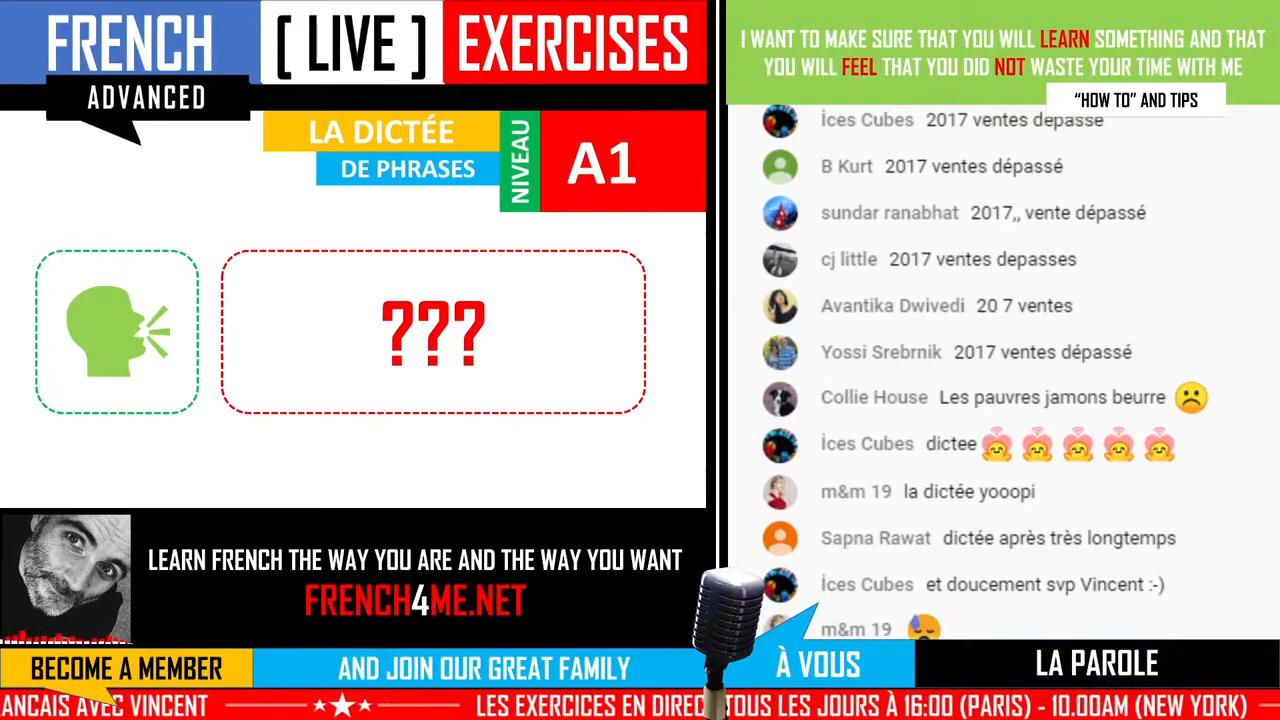 FRENCH [ LIVE ] EXERCISES
ADVANCED
LA DICTÉE
DE PHRASES
NIVEAU
A1
???
LEARN FRENCH THE WAY YOU ARE AND THE WAY YOU WANT
FRENCH4ME.NET
I WANT TO MAKE SURE THAT YOU WILL LEARN SOMETHING AND THAT
YOU WILL FEEL THAT YOU DID NOT WASTE YOUR TIME WITH ME
“HOW TO” AND TIPS
İces Cubes 2017 ventes depasse
B Kurt 2017 ventes dépassé
sundar ranabhat 2017,, vente dépassé
cj little 2017 ventes depasses
Avantika Dwivedi 20 7 ventes
Yossi Srebrnik 2017 ventes dépassé
Collie House Les pauvres jamons beurre
İces Cubes dictee
m&m 19 la dictée yooopi
Sapna Rawat dictée après très longtemps
İces Cubes et doucement svp Vincent :-)
m&m 19
BECOME A MEMBER AND JOIN OUR GREAT FAMILY
À VOUS LA PAROLE
ANCAIS AVEC VINCENT LES EXERCICES EN DIREC TOUS LES JOURS À 16:00 (PARIS) - 10.00AM (NEW YORK)